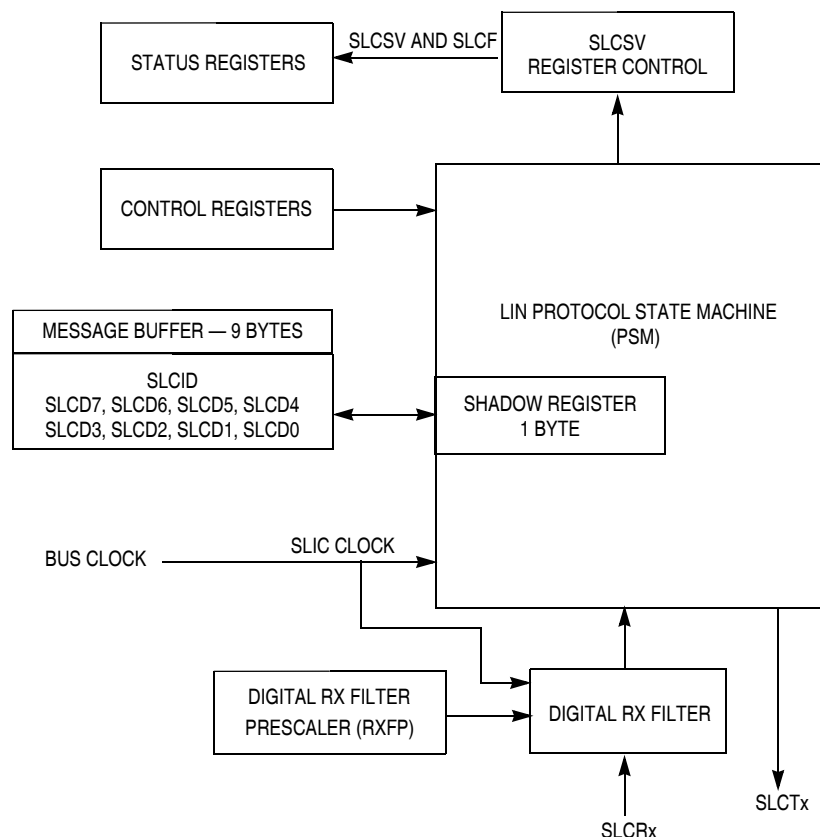 SLCSV AND SLCF
STATUS REGISTERS
SLCSV
REGISTER CONTROL
CONTROL REGISTERS
LIN PROTOCOL STATE MACHINE
(PSM)
MESSAGE BUFFER — 9 BYTES
SLCID
SLCD7, SLCD6, SLCD5, SLCD4
SLCD3, SLCD2, SLCD1, SLCD0
SHADOW REGISTER
1 BYTE
BUS CLOCK
SLIC CLOCK
DIGITAL RX FILTER
PRESCALER (RXFP)
DIGITAL RX FILTER
SLCTx
SLCRx